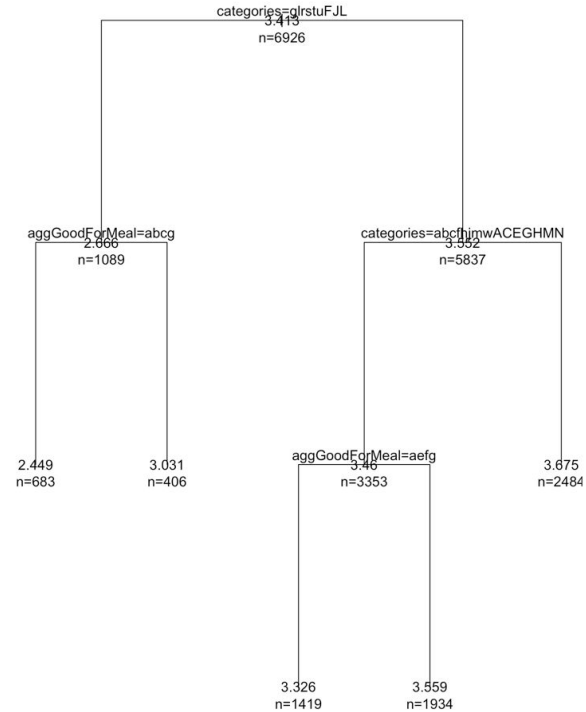 categories=glrstuFJL
3.413
n=6926
aggGoodForMeal=abcg
2.666
n=1089
categories=abcfhjmwACEGHMN
3.552
n=5837
2.449
n=683
3.031
n=406
aggGoodForMeal=aefg
3.46
n=3353
3.675
n=2484
3.326
n=1419
3.559
n=1934